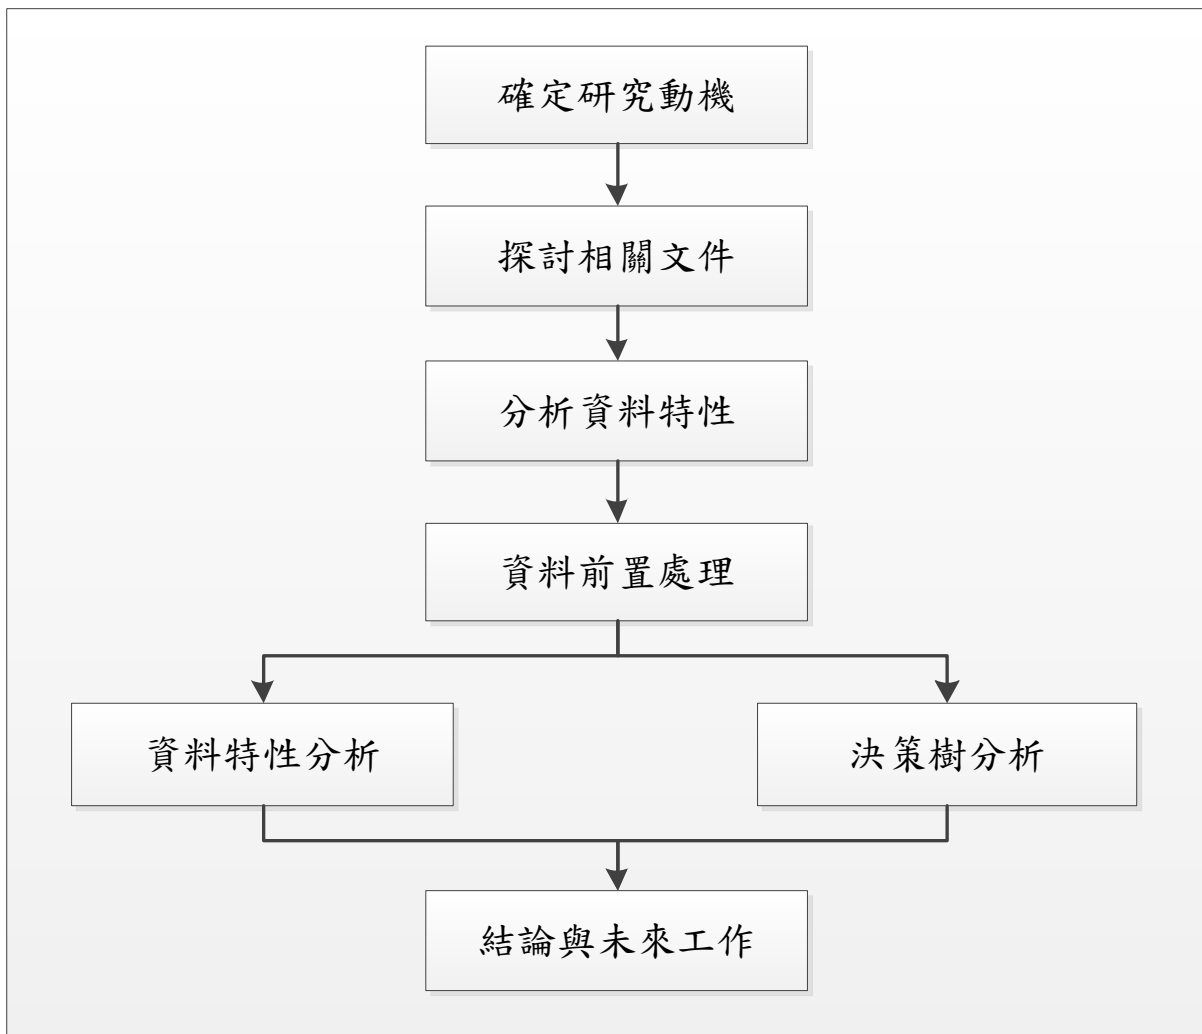 確定研究動機
探討相關文件
分析資料特性
資料前置處理
資料特性分析
決策樹分析
結論與未來工作